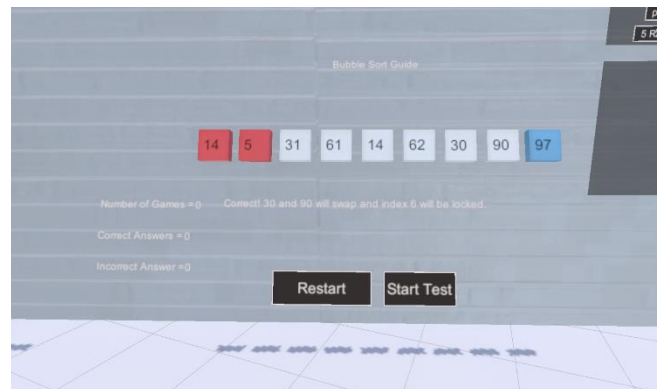 Bubble Sort Guide
14 5 31 61 14 62 30 90 97
Number of Games =0
Correct! 30 and 90 will swap and index 6 will be locked.
Correct Answers =0
Incorrect Answer =0
Restart
Start Test